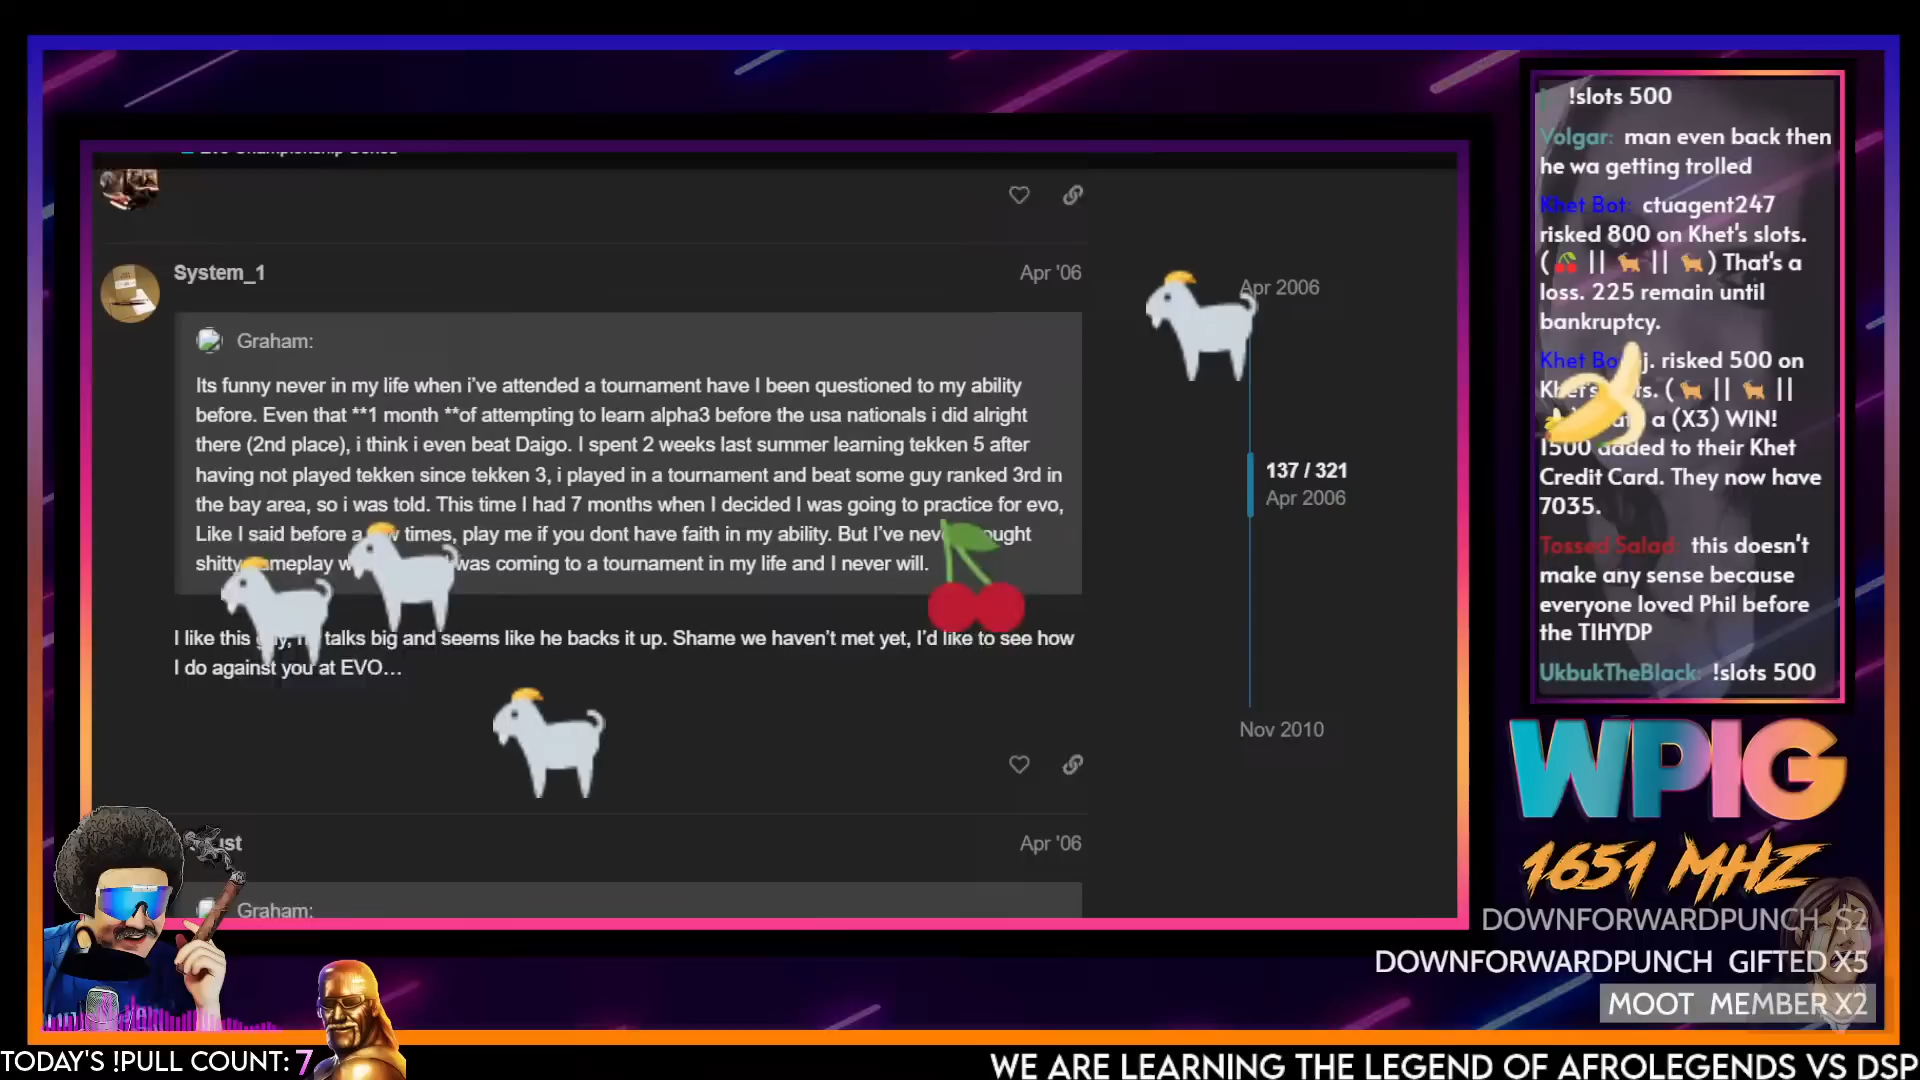 System_1
Apr '06
Graham:
Its funny never in my life when i've attended a tournament have I been questioned to my ability
before. Even that **1 month **of attempting to learn alpha3 before the usa nationals i did alright
there (2nd place), i think i even beat Daigo. I spent 2 weeks last summer learning tekken 5 after
having not played tekken since tekken 3, i played in a tournament and beat some guy ranked 3rd in
the bay area, so i was told. This time I had 7 months when I decided I was going to practice for evo,
Like I said before a times, play me if you dont have faith in my ability. But I've
shitty was coming to a tournament in my life and I never will.
I like this talks big and seems like he backs it up. Shame we haven't met yet, I'd like to see how
I do against you at EVO…
Apr '06
Graham:
Apr 2006
137 / 321
Apr 2006
Nov 2010
!slots 500
Volgar: man even back then
he wa getting trolled
Khet Bot: ctuagent247
risked 800 on Khet's slots.
( || || ) That's a
loss. 225 remain until
bankruptcy.
Khet j. risked 500 on
( || ||
a (X3) WIN!
1500 added to their Khet
Credit Card. They now have
7035.
Tossed Salad: this doesn't
make any sense because
everyone loved Phil before
the TIHYDP
UkbukTheBlack: !slots 500
WPIG
1651 MHZ
DOWNFORWARDPUNCH $2
DOWNFORWARDPUNCH GIFTED X5
MOOT MEMBER X2
TODAY'S !PULL COUNT: 7
WE ARE LEARNING THE LEGEND OF AFROLEGENDS VS DSP